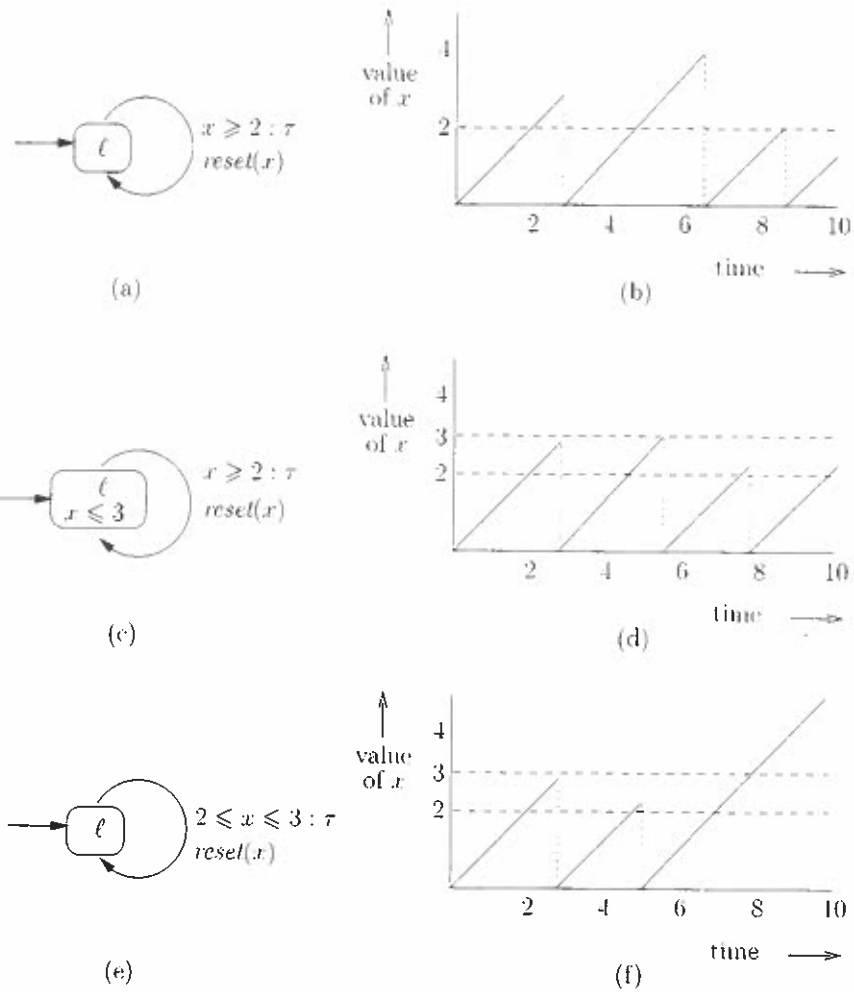 4
value
of x
2
x ⩾ 2 : τ
reset(x)
ℓ
2 4 6 8 10
time
(a)
(b)
4
value
3
of x
2
x ⩾ 2 : τ
reset(x)
ℓ
x ⩽ 3
2 4 6 8 10
time
(c)
(d)
4
value
3
of x
2
2 ⩽ x ⩽ 3 : τ
reset(x)
ℓ
2 4 6 8 10
time
(e)
(f)